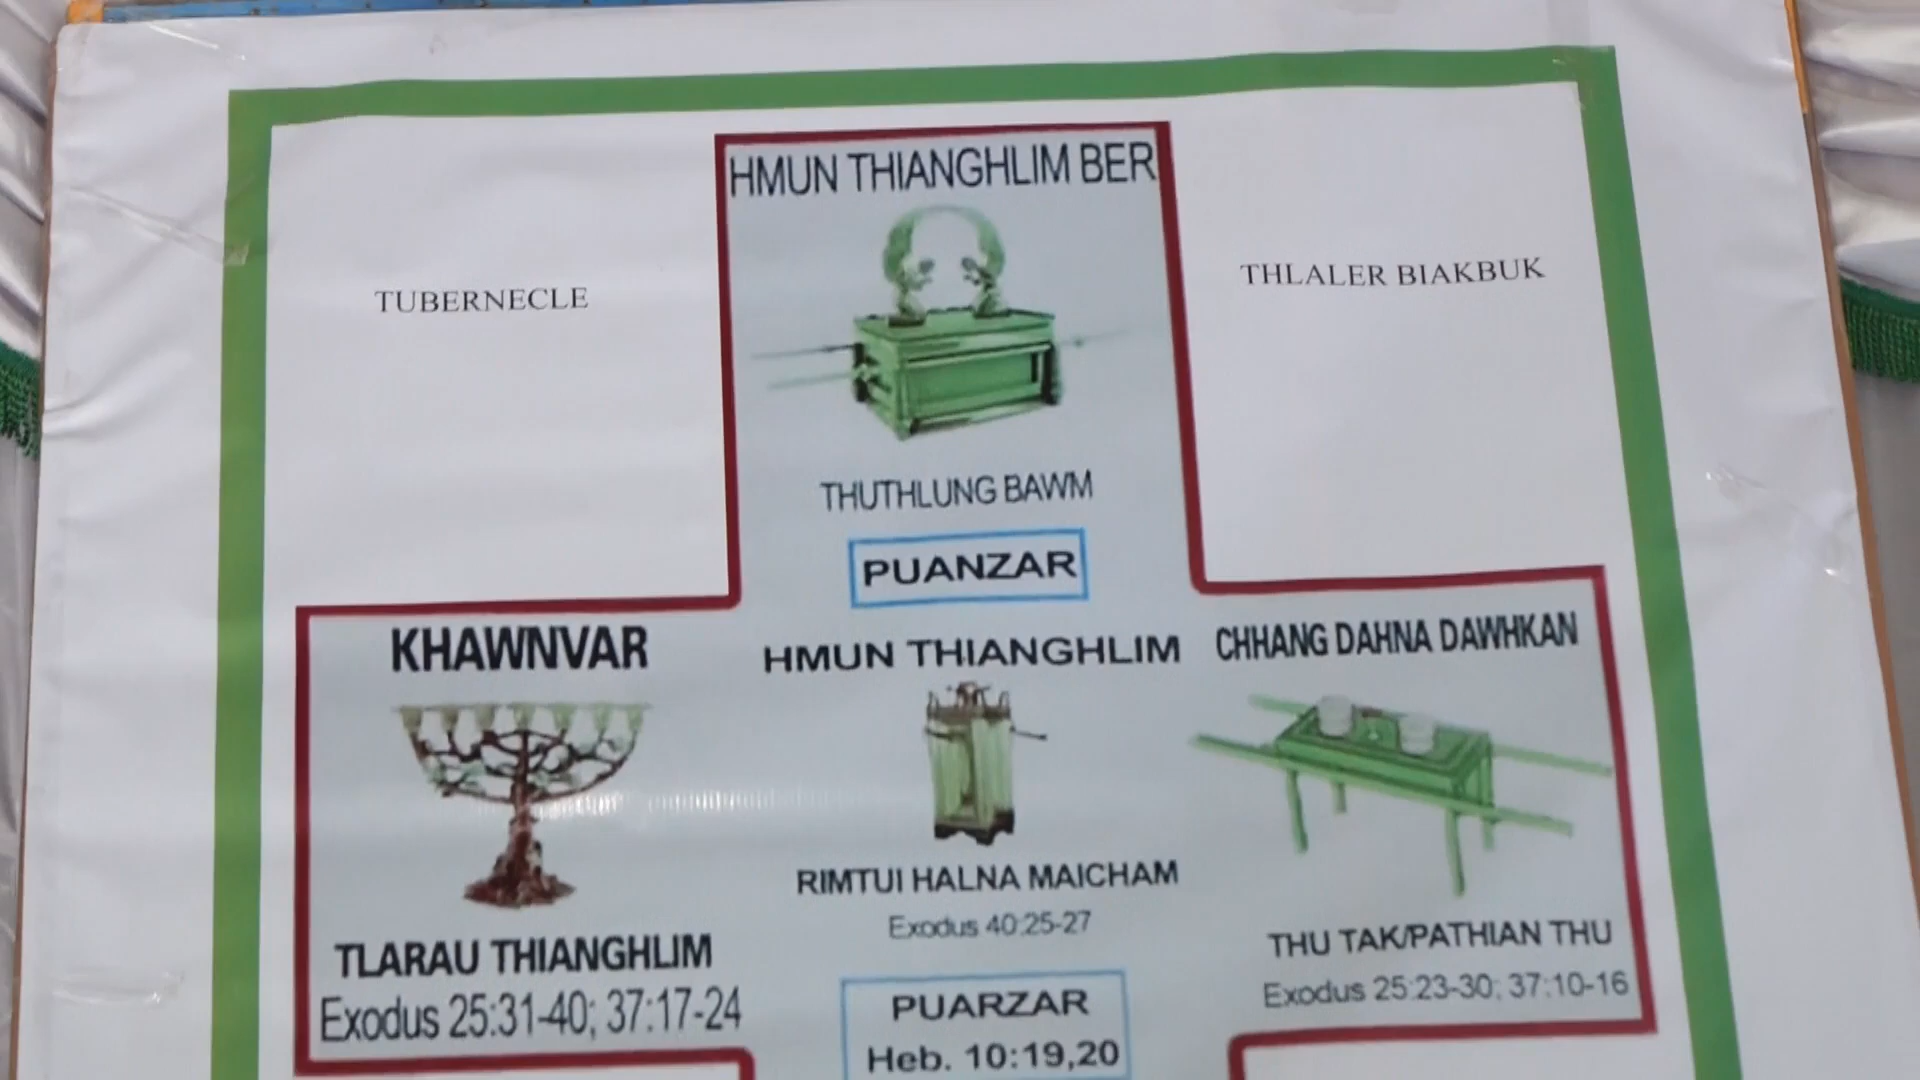 HMUN THIANGHLIM BER
TUBERNECLE
THLALER BIAKBUK
THUTHLUNG BAWM
PUANZAR
KHAWNVAR
HMUN THIANGHLIM
CHHANG DAHNA DAWHKAN
RIMTUI HALNA MAICHAM
Exodus 40:25-27
TLARAU THIANGHLIM
Exodus 25:31-40; 37:17-24
THU TAK/PATHIAN THU
Exodus 25:23-30; 37:10-16
PUARZAR
Heb. 10:19,20